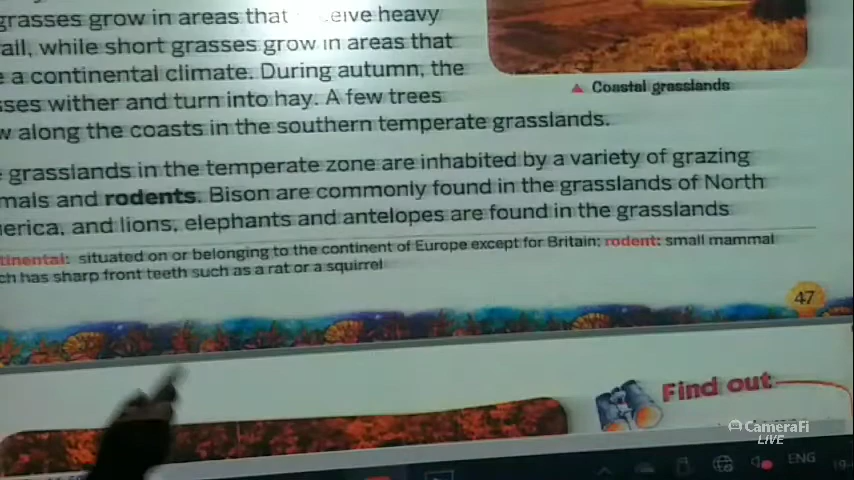 grasses grow in areas that eive heavy
all, while short grasses grow in areas that
a continental climate. During autumn, the
sses wither and turn into hay. A few trees
w along the coasts in the southern temperate grasslands.
▲ Coastal grasslands
grasslands in the temperate zone are inhabited by a variety of grazing
mals and rodents. Bison are commonly found in the grasslands of North
erica, and lions, elephants and antelopes are found in the grasslands
tinental: situated on or belonging to the continent of Europe except for Britain; rodent: small mammal
ch has sharp front teeth such as a rat or a squirrel
47
Find out
CameraFi
LIVE
ENG